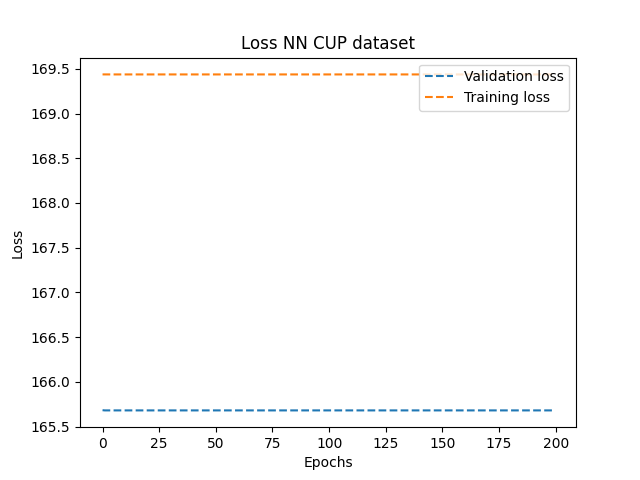 Loss NN CUP dataset
169.5
169.0
168.5
168.0
167.5
167.0
166.5
166.0
165.5
Loss
Validation loss
Training loss
0 25 50 75 100 125 150 175 200
Epochs